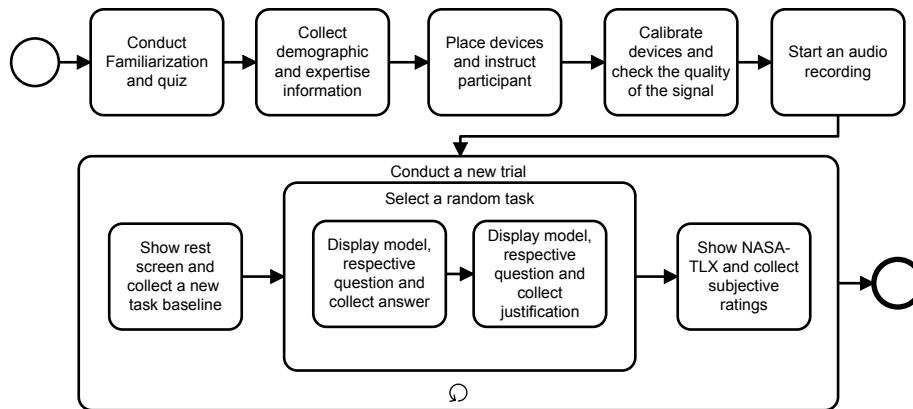 Conduct
Familiarization
and quiz
Collect
demographic
and expertise
information
Place devices
and instruct
participant
Calibrate
devices and
check the quality
of the signal
Start an audio
recording
Conduct a new trial
Select a random task
Show rest
screen and
collect a new
task baseline
Display model,
respective
question and
collect answer
Display model,
respective
question and
collect
justification
Show NASA-
TLX and collect
subjective
ratings